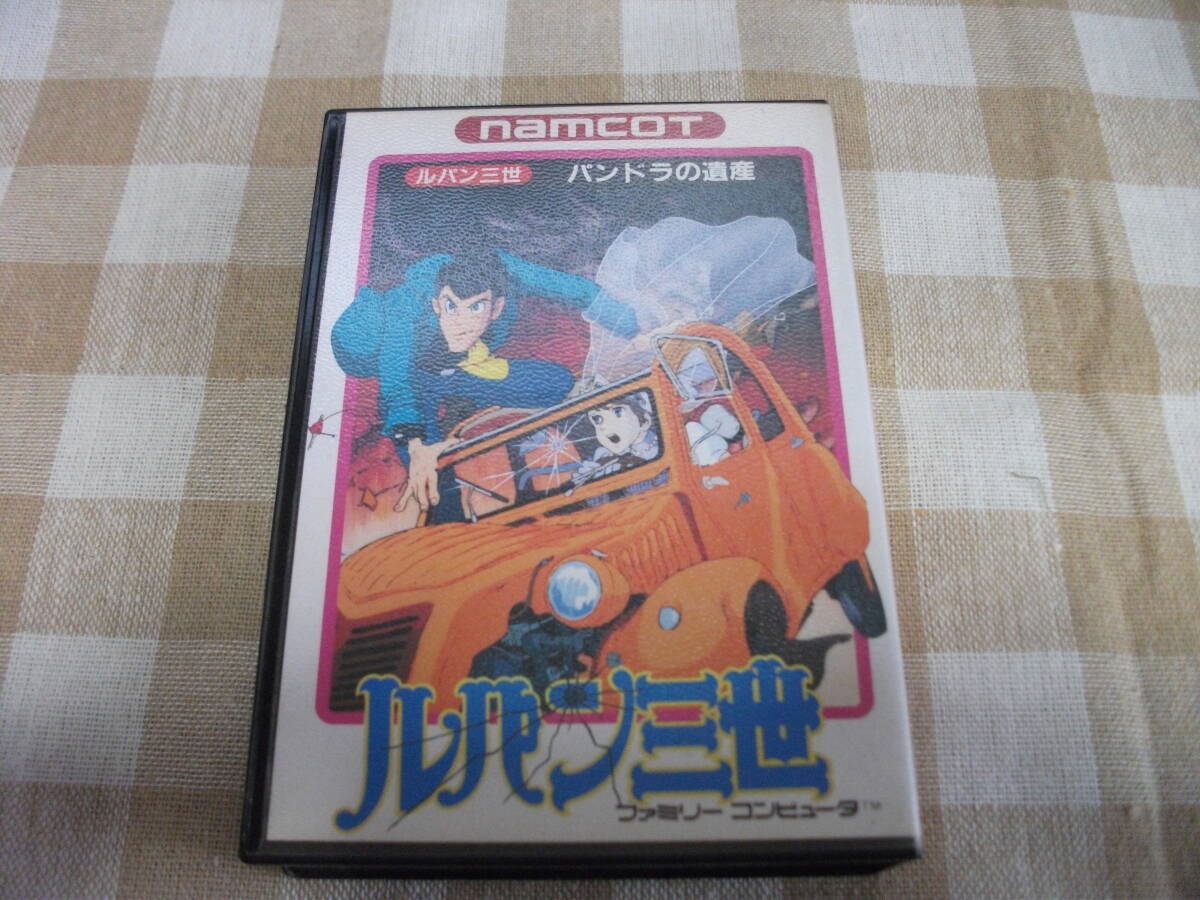 namcoT
ルパン三世 パンドラの遺産
ルパン三世
ファミリー コンピュータ™